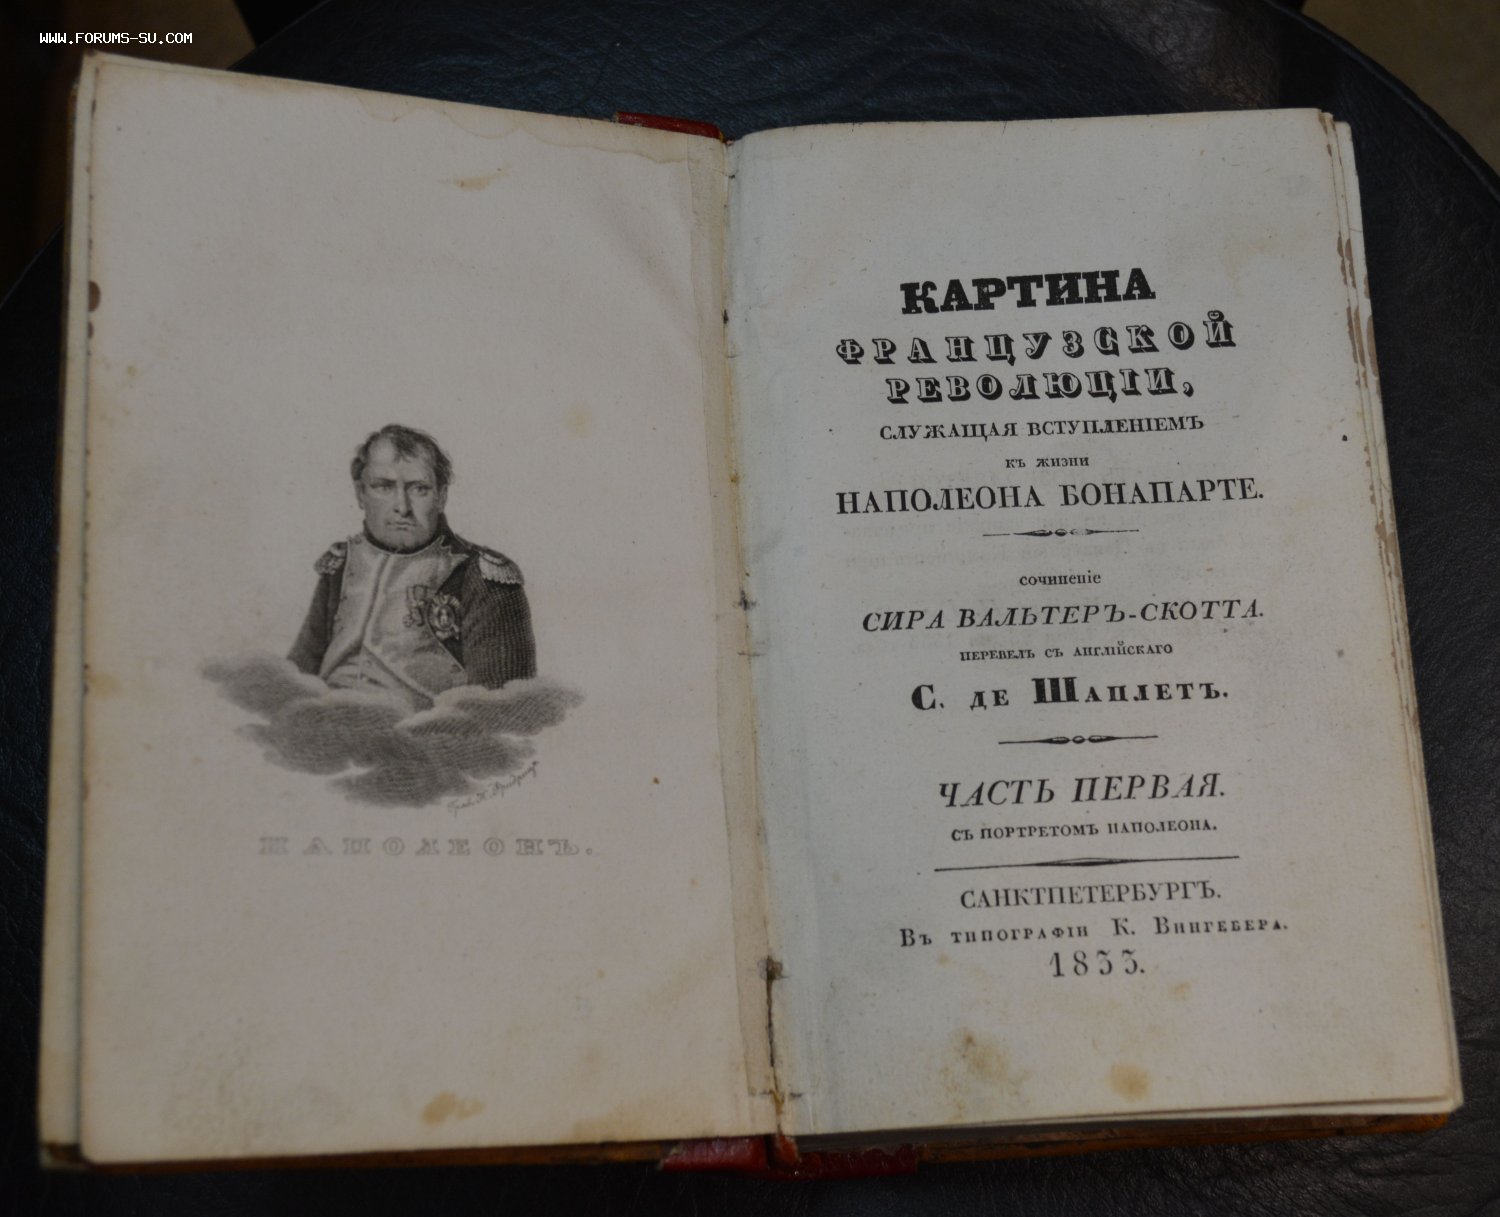 WWW.FORUMS-SU.COM
НАПОЛЕОНЪ.
КАРТИНА
ФРАНЦУЗСКОЙ
РЕВОЛЮЦІИ,
СЛУЖАЩАЯ ВСТУПЛЕНІЕМЪ
КЪ ЖИЗНИ
НАПОЛЕОНА БОНАПАРТЕ.
СОЧИНЕНІЕ
СИРА ВАЛЬТЕРЪ-СКОТТА.
ПЕРЕВЕЛЪ СЪ АНГЛІЙСКАГО
С. ДЕ ШАПЛЕТЪ.
ЧАСТЬ ПЕРВАЯ.
СЪ ПОРТРЕТОМЪ НАПОЛЕОНА.
САНКТПЕТЕРБУРГЪ.
ВЪ ТИПОГРАФІИ К. ВИНГЕБЕРА.
1833.